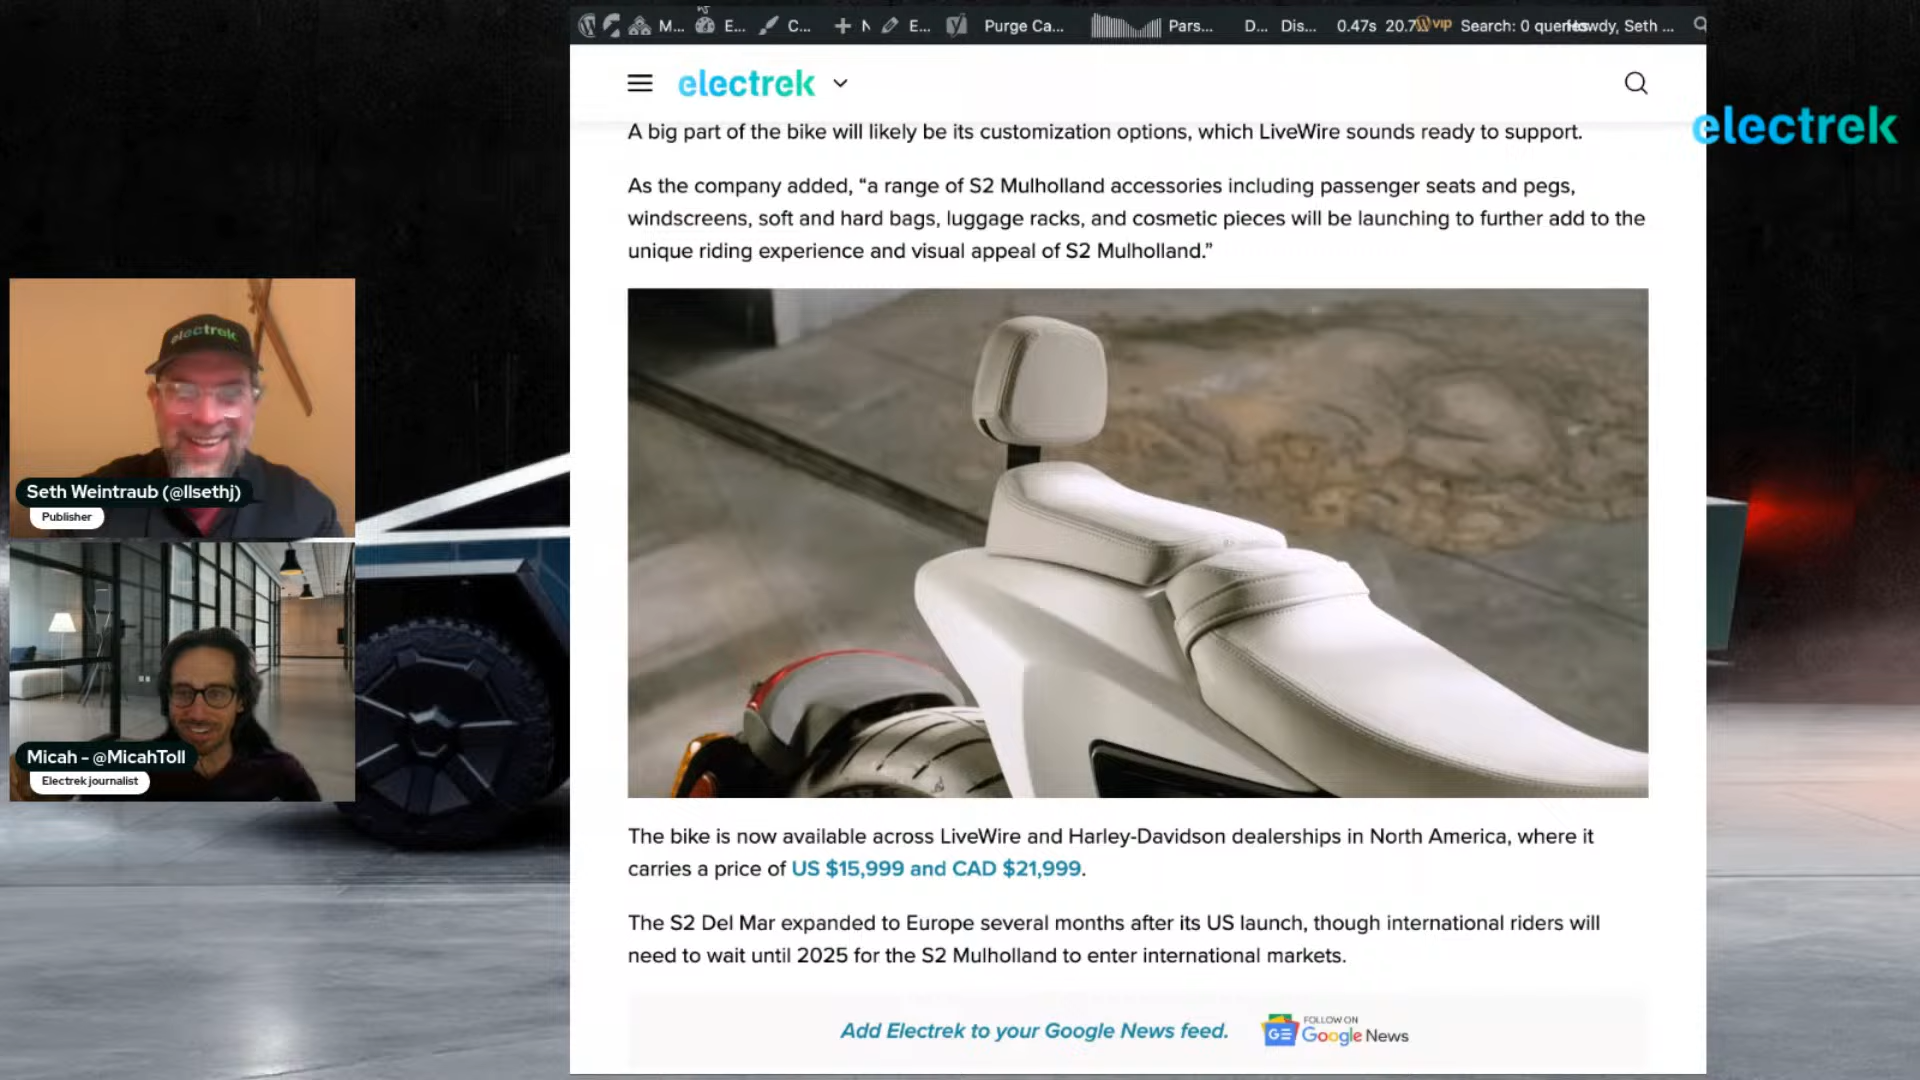 M...
E...
C...
N
E...
Purge Ca...
Pars...
D...
Dis...
0.47s
20.7
VIP
Search: 0 queries
Howdy, Seth ...
electrek
electrek
A big part of the bike will likely be its customization options, which LiveWire sounds ready to support.
As the company added, “a range of S2 Mulholland accessories including passenger seats and pegs,
windscreens, soft and hard bags, luggage racks, and cosmetic pieces will be launching to further add to the
unique riding experience and visual appeal of S2 Mulholland.”
electrek
Seth Weintraub (@llsethj)
Publisher
Micah - @MicahToll
Electrek journalist
The bike is now available across LiveWire and Harley-Davidson dealerships in North America, where it
carries a price of US $15,999 and CAD $21,999.
The S2 Del Mar expanded to Europe several months after its US launch, though international riders will
need to wait until 2025 for the S2 Mulholland to enter international markets.
Add Electrek to your Google News feed.
FOLLOW ON
GE Google News